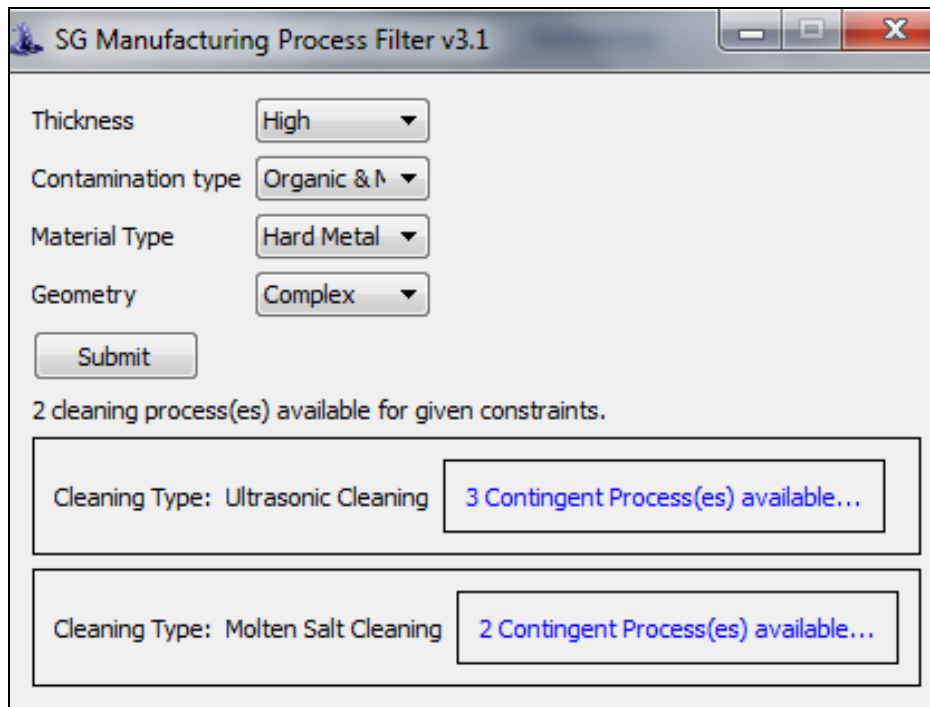 SG Manufacturing Process Filter v3.1
Thickness High
Contamination type Organic & N
Material Type Hard Metal
Geometry Complex
Submit
2 cleaning process(es) available for given constraints.
Cleaning Type: Ultrasonic Cleaning 3 Contingent Process(es) available...
Cleaning Type: Molten Salt Cleaning 2 Contingent Process(es) available...